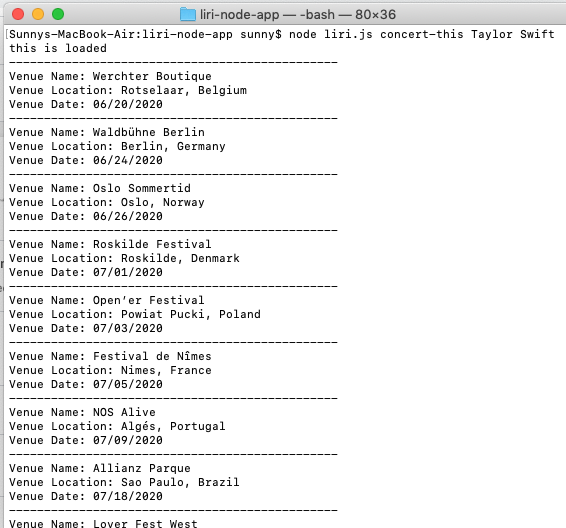 liri-node-app — -bash — 80×36
[Sunnys-MacBook-Air:liri-node-app sunny$ node liri.js concert-this Taylor Swift
this is loaded
-----------------------------------------------
Venue Name: Werchter Boutique
Venue Location: Rotselaar, Belgium
Venue Date: 06/20/2020
-----------------------------------------------
Venue Name: Waldbühne Berlin
Venue Location: Berlin, Germany
Venue Date: 06/24/2020
-----------------------------------------------
Venue Name: Oslo Sommertid
Venue Location: Oslo, Norway
Venue Date: 06/26/2020
-----------------------------------------------
Venue Name: Roskilde Festival
Venue Location: Roskilde, Denmark
Venue Date: 07/01/2020
-----------------------------------------------
Venue Name: Open’er Festival
Venue Location: Powiat Pucki, Poland
Venue Date: 07/03/2020
-----------------------------------------------
Venue Name: Festival de Nîmes
Venue Location: Nimes, France
Venue Date: 07/05/2020
-----------------------------------------------
Venue Name: NOS Alive
Venue Location: Algés, Portugal
Venue Date: 07/09/2020
-----------------------------------------------
Venue Name: Allianz Parque
Venue Location: Sao Paulo, Brazil
Venue Date: 07/18/2020
-----------------------------------------------
Venue Name: Lover Fest West